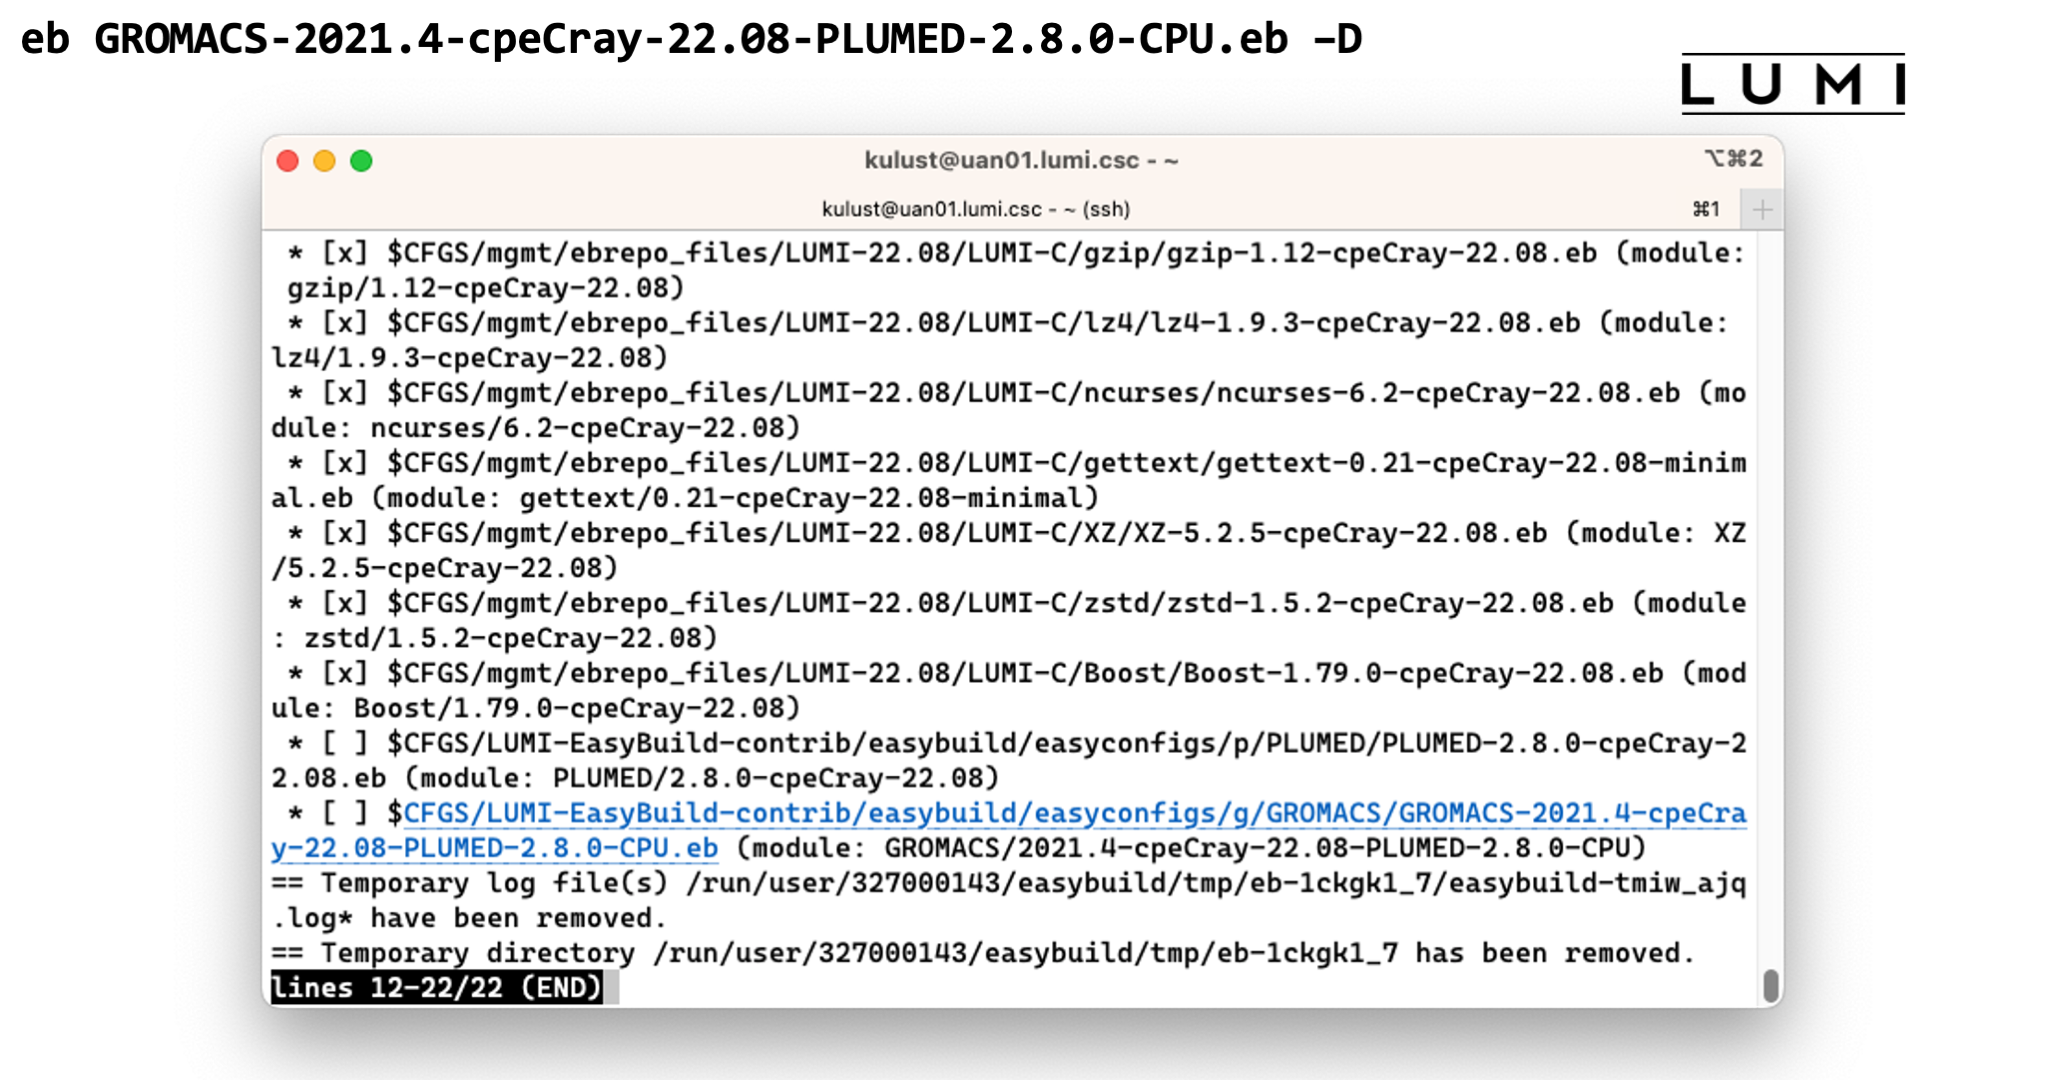 eb GROMACS-2021.4-cpeCray-22.08-PLUMED-2.8.0-CPU.eb –D
LUMI
kulust@uan01.lumi.csc - ~
⌥⌘2
kulust@uan01.lumi.csc - ~ (ssh)
⌘1
+
 * [x] $CFGS/mgmt/ebrepo_files/LUMI-22.08/LUMI-C/gzip/gzip-1.12-cpeCray-22.08.eb (module:
 gzip/1.12-cpeCray-22.08)
 * [x] $CFGS/mgmt/ebrepo_files/LUMI-22.08/LUMI-C/lz4/lz4-1.9.3-cpeCray-22.08.eb (module:
lz4/1.9.3-cpeCray-22.08)
 * [x] $CFGS/mgmt/ebrepo_files/LUMI-22.08/LUMI-C/ncurses/ncurses-6.2-cpeCray-22.08.eb (mo
dule: ncurses/6.2-cpeCray-22.08)
 * [x] $CFGS/mgmt/ebrepo_files/LUMI-22.08/LUMI-C/gettext/gettext-0.21-cpeCray-22.08-minim
al.eb (module: gettext/0.21-cpeCray-22.08-minimal)
 * [x] $CFGS/mgmt/ebrepo_files/LUMI-22.08/LUMI-C/XZ/XZ-5.2.5-cpeCray-22.08.eb (module: XZ
/5.2.5-cpeCray-22.08)
 * [x] $CFGS/mgmt/ebrepo_files/LUMI-22.08/LUMI-C/zstd/zstd-1.5.2-cpeCray-22.08.eb (module
: zstd/1.5.2-cpeCray-22.08)
 * [x] $CFGS/mgmt/ebrepo_files/LUMI-22.08/LUMI-C/Boost/Boost-1.79.0-cpeCray-22.08.eb (mod
ule: Boost/1.79.0-cpeCray-22.08)
 * [ ] $CFGS/LUMI-EasyBuild-contrib/easybuild/easyconfigs/p/PLUMED/PLUMED-2.8.0-cpeCray-2
2.08.eb (module: PLUMED/2.8.0-cpeCray-22.08)
 * [ ] $CFGS/LUMI-EasyBuild-contrib/easybuild/easyconfigs/g/GROMACS/GROMACS-2021.4-cpeCra
y-22.08-PLUMED-2.8.0-CPU.eb (module: GROMACS/2021.4-cpeCray-22.08-PLUMED-2.8.0-CPU)
== Temporary log file(s) /run/user/327000143/easybuild/tmp/eb-1ckgk1_7/easybuild-tmiw_ajq
.log* have been removed.
== Temporary directory /run/user/327000143/easybuild/tmp/eb-1ckgk1_7 has been removed.
lines 12-22/22 (END)